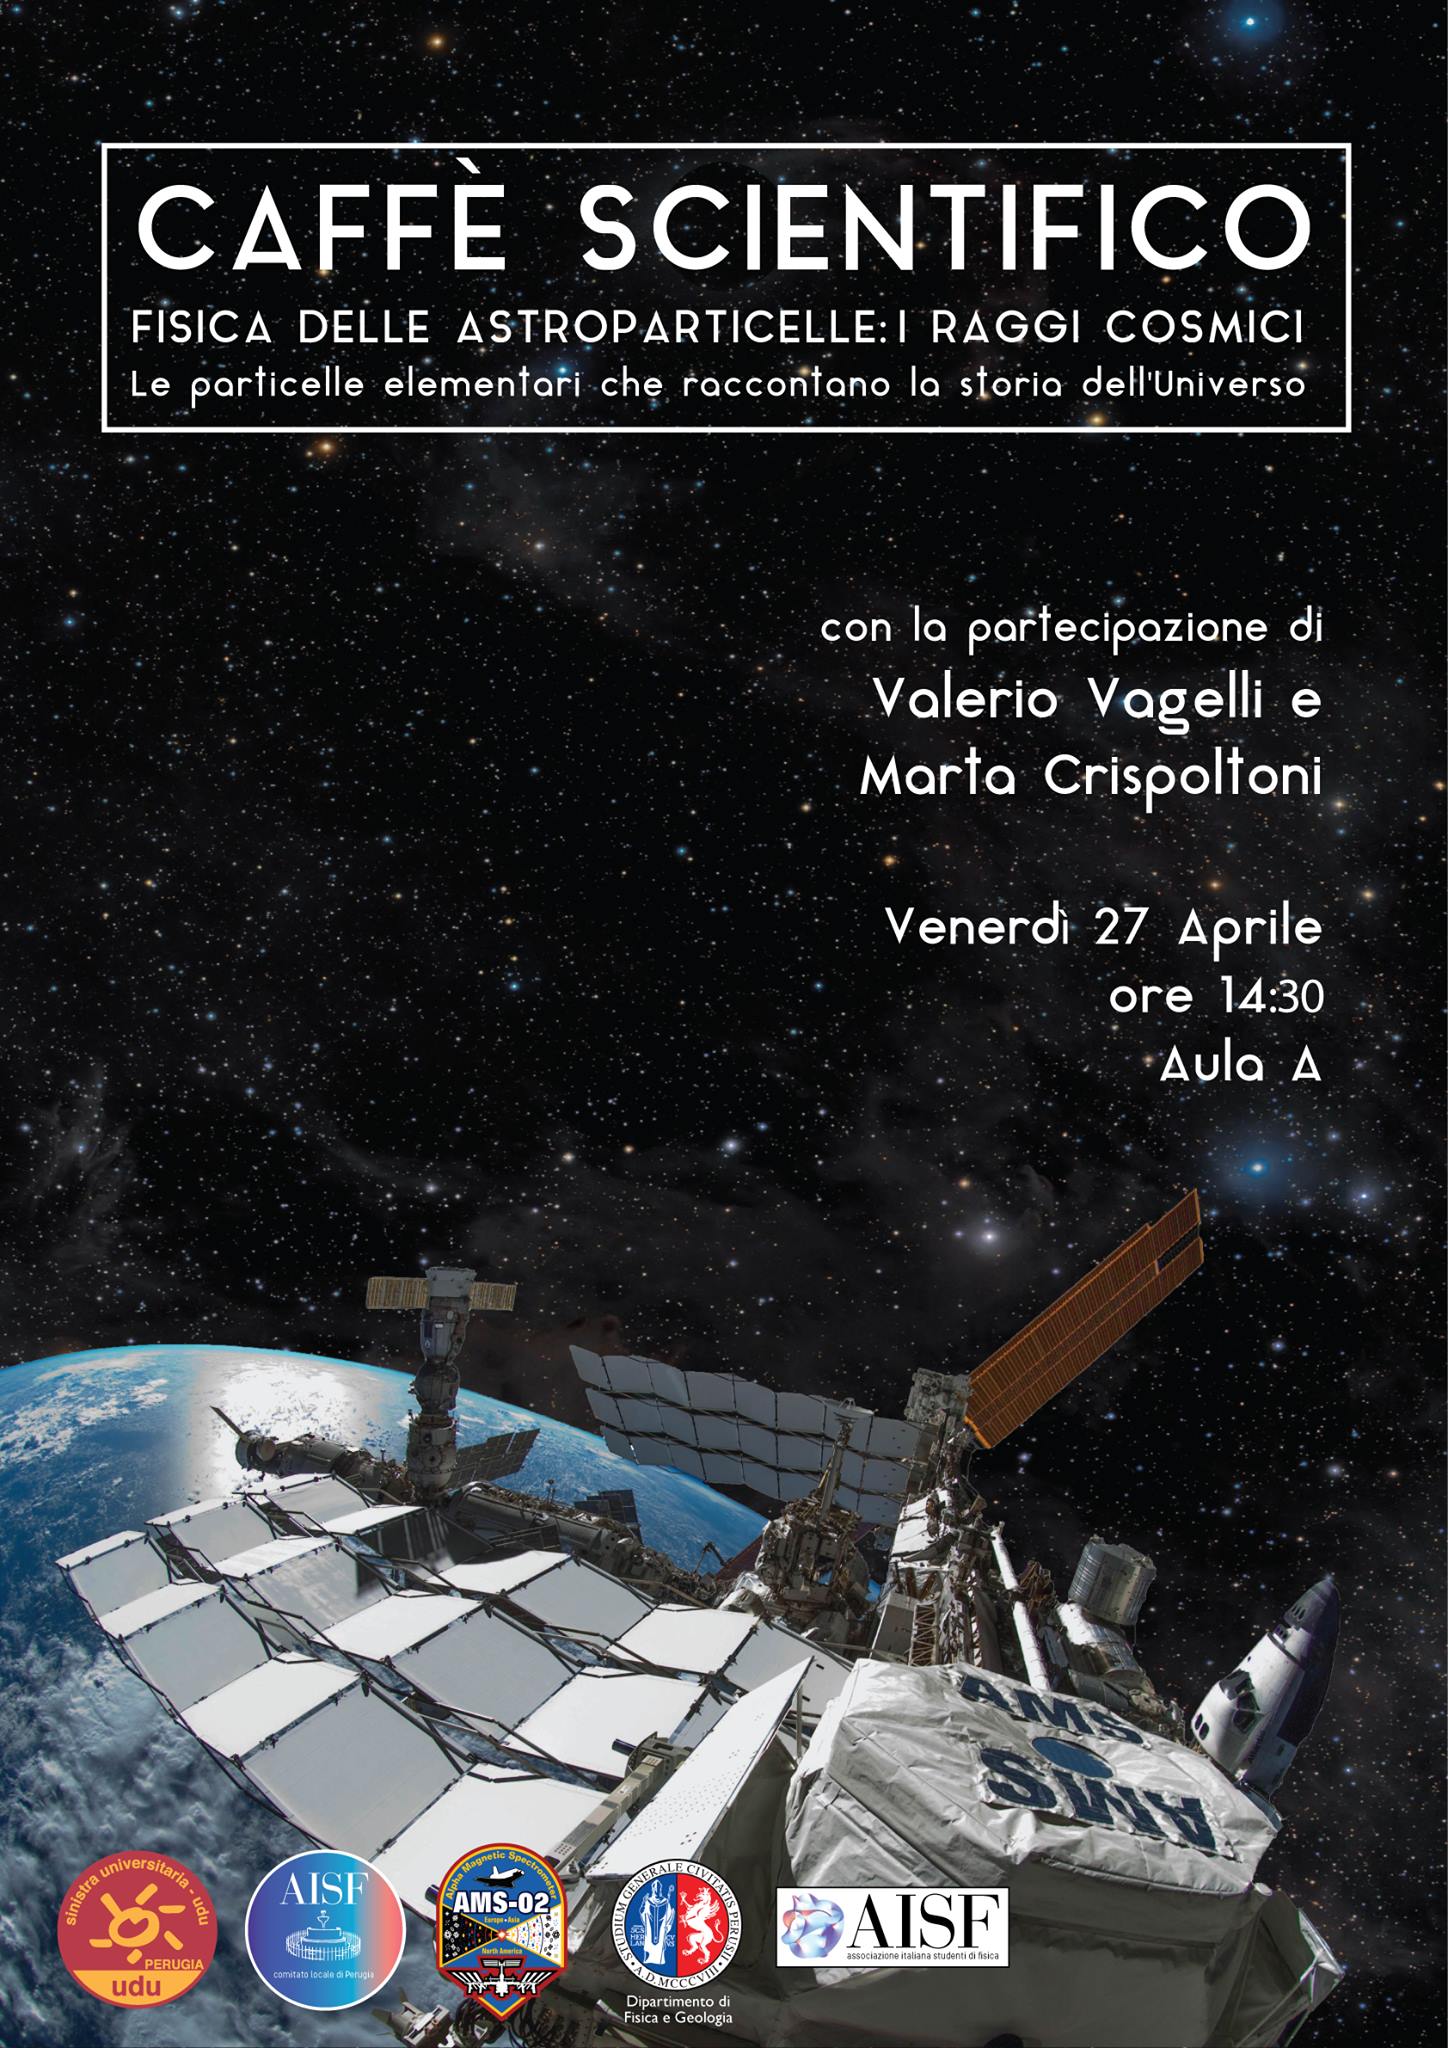 CAFFÈ SCIENTIFICO
FISICA DELLE ASTROPARTICELLE: I RAGGI COSMICI
Le particelle elementari che raccontano la storia dell'Universo
con la partecipazione di
Valerio Vagelli e
Marta Crispoltoni
Venerdì 27 Aprile
ore 14:30
Aula A
AMS
AMS
sinistra universitaria - udu
PERUGIA
udu
AISF
comitato locale di Perugia
Alpha Magnetic Spectrometer
AMS-02
Europe • Asia
North America
STUDIUM GENERALE CIVITATIS PERUSII
A.D. MCCCVIII
Dipartimento di
Fisica e Geologia
AISF
associazione italiana studenti di fisica